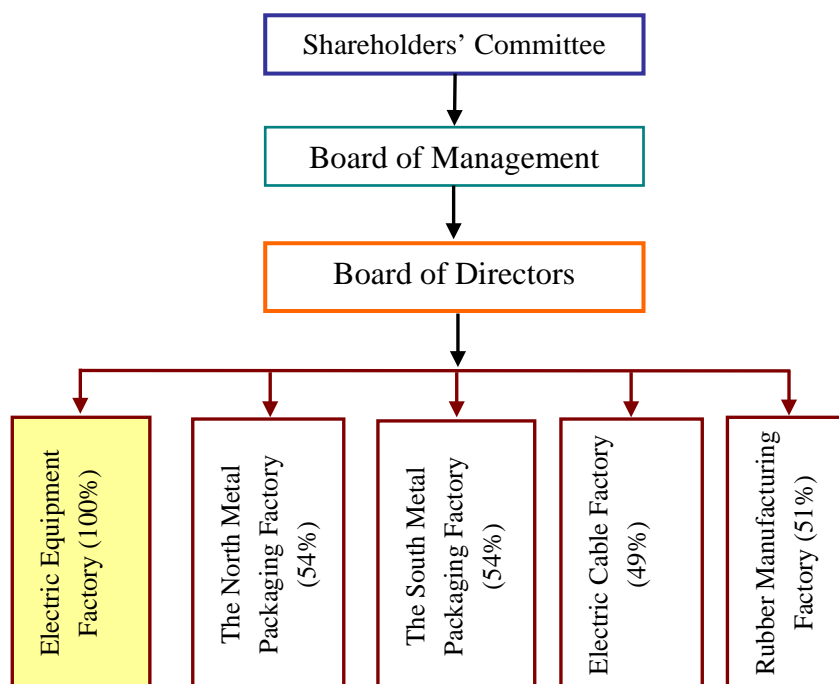 Shareholders’ Committee
Board of Management
Board of Directors
Electric Equipment
Factory (100%)
The North Metal
Packaging Factory
(54%)
The South Metal
Packaging Factory
(54%)
Electric Cable Factory
(49%)
Rubber Manufacturing
Factory (51%)